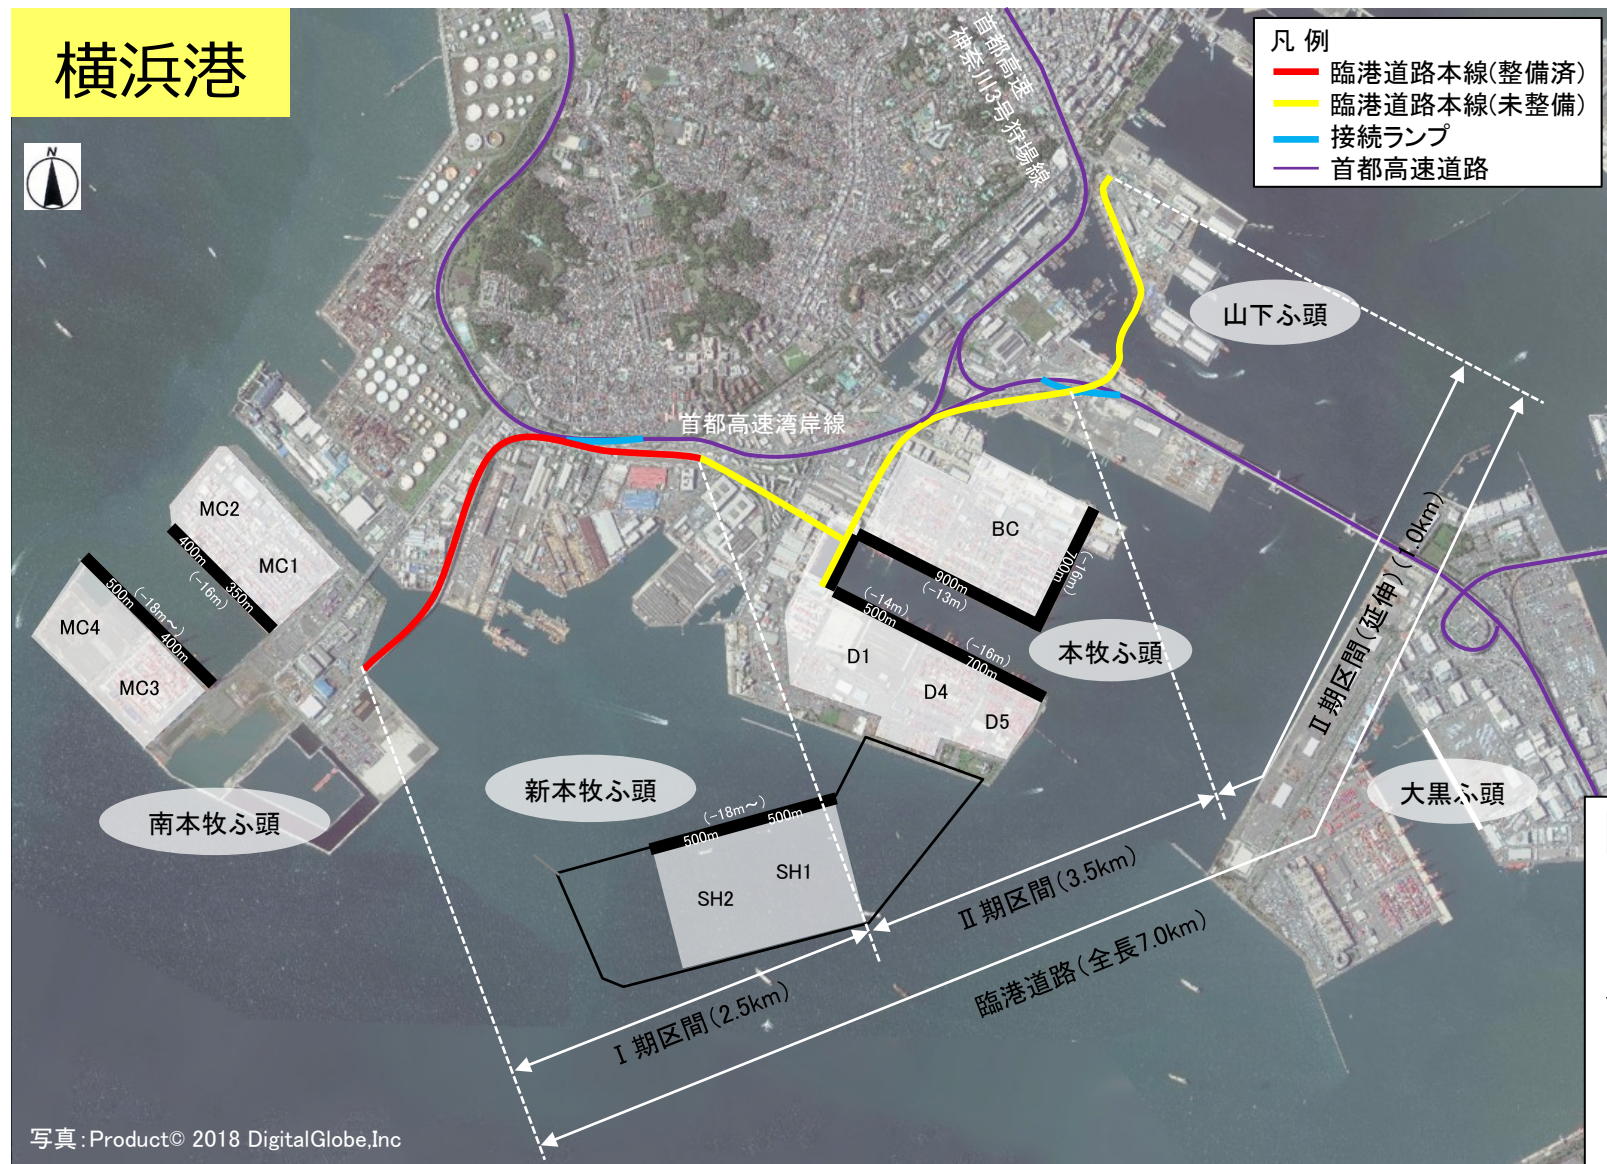 横浜港
N
凡 例
臨港道路本線(整備済)
臨港道路本線(未整備)
接続ランプ
首都高速道路
首都高速
神奈川3号狩場線
首都高速湾岸線
山下ふ頭
本牧ふ頭
大黒ふ頭
新本牧ふ頭
南本牧ふ頭
MC2
MC1
400m
350m
(-16m)
MC4
MC3
500m
400m
(-18m～)
BC
900m
(-13m)
700m
(-16m)
(-14m)
500m
(-16m)
700m
D1
D4
D5
(-18m～)
500m
500m
SH1
SH2
Ⅰ期区間(2.5km)
Ⅱ期区間(3.5km)
Ⅱ期区間(延伸)(1.0km)
臨港道路(全長7.0km)
写真:Product© 2018 DigitalGlobe,Inc